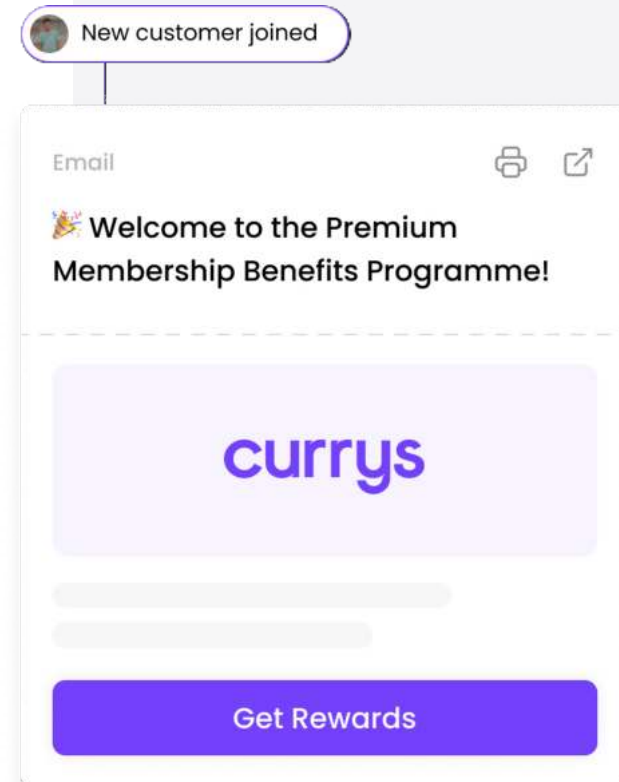 New customer joined
Email
🎉 Welcome to the Premium
Membership Benefits Programme!
currys
Get Rewards